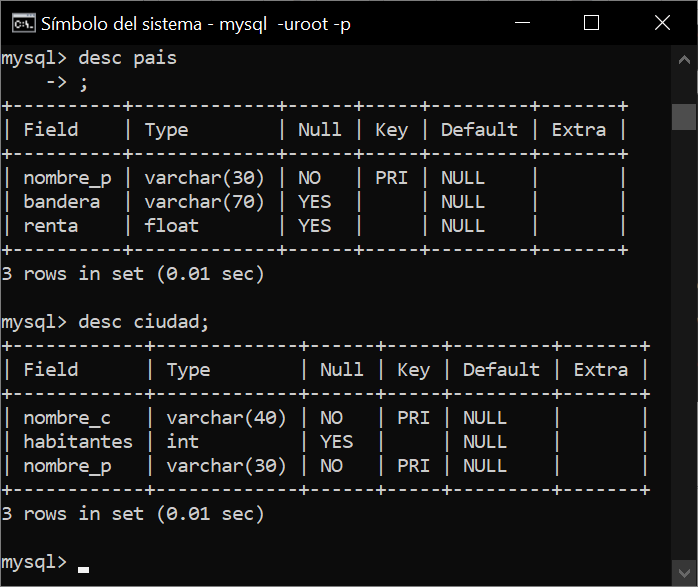 Símbolo del sistema - mysql  -uroot -p
mysql> desc pais
    -> ;
+----------+-------------+------+-----+---------+-------+
| Field    | Type        | Null | Key | Default | Extra |
+----------+-------------+------+-----+---------+-------+
| nombre_p | varchar(30) | NO   | PRI | NULL    |       |
| bandera  | varchar(70) | YES  |     | NULL    |       |
| renta    | float       | YES  |     | NULL    |       |
+----------+-------------+------+-----+---------+-------+
3 rows in set (0.01 sec)

mysql> desc ciudad;
+------------+-------------+------+-----+---------+-------+
| Field      | Type        | Null | Key | Default | Extra |
+------------+-------------+------+-----+---------+-------+
| nombre_c   | varchar(40) | NO   | PRI | NULL    |       |
| habitantes | int         | YES  |     | NULL    |       |
| nombre_p   | varchar(30) | NO   | PRI | NULL    |       |
+------------+-------------+------+-----+---------+-------+
3 rows in set (0.01 sec)

mysql>